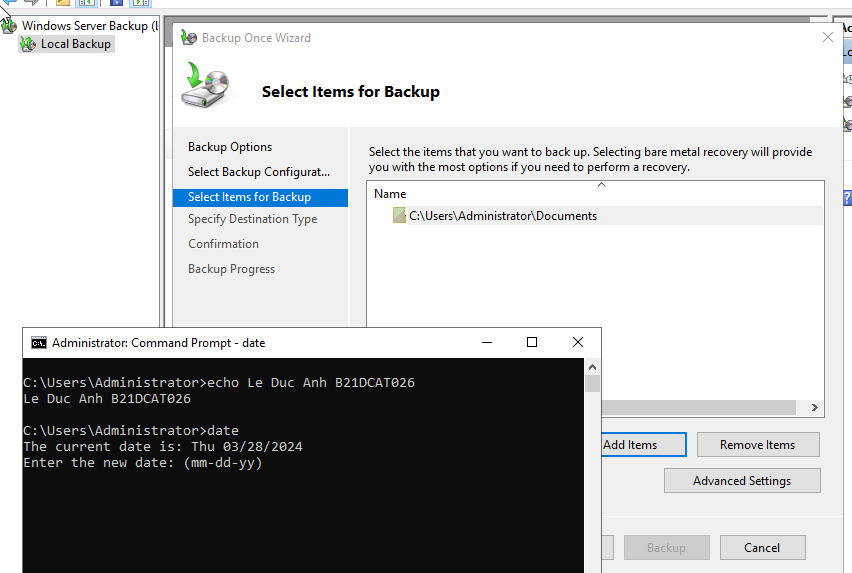 Windows Server Backup (L
Local Backup
Backup Once Wizard
Select Items for Backup
Backup Options
Select Backup Configurat...
Select Items for Backup
Specify Destination Type
Confirmation
Backup Progress
Select the items that you want to back up. Selecting bare metal recovery will provide
you with the most options if you need to perform a recovery.
Name
C:\Users\Administrator\Documents
Add Items
Remove Items
Advanced Settings
Backup
Cancel
Administrator: Command Prompt - date
C:\Users\Administrator>echo Le Duc Anh B21DCAT026
Le Duc Anh B21DCAT026
C:\Users\Administrator>date
The current date is: Thu 03/28/2024
Enter the new date: (mm-dd-yy)